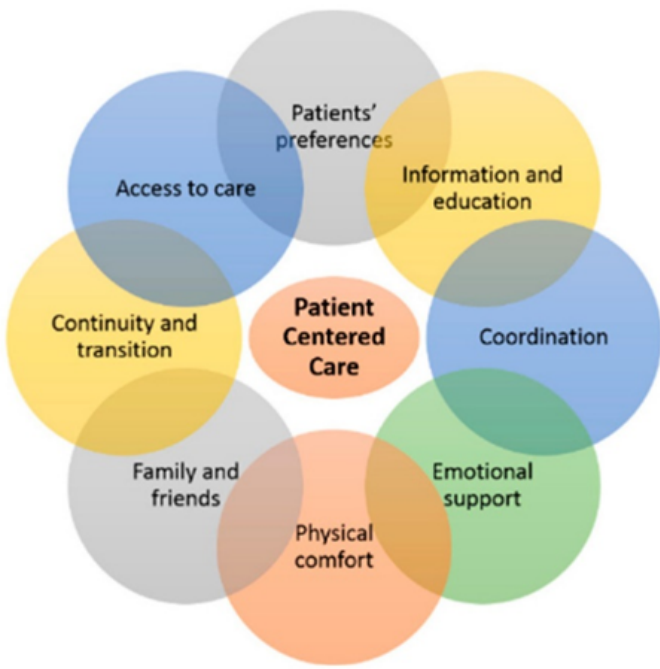 Patients'
preferences
Information and
education
Coordination
Emotional
support
Physical
comfort
Family and
friends
Continuity and
transition
Access to care
Patient
Centered
Care